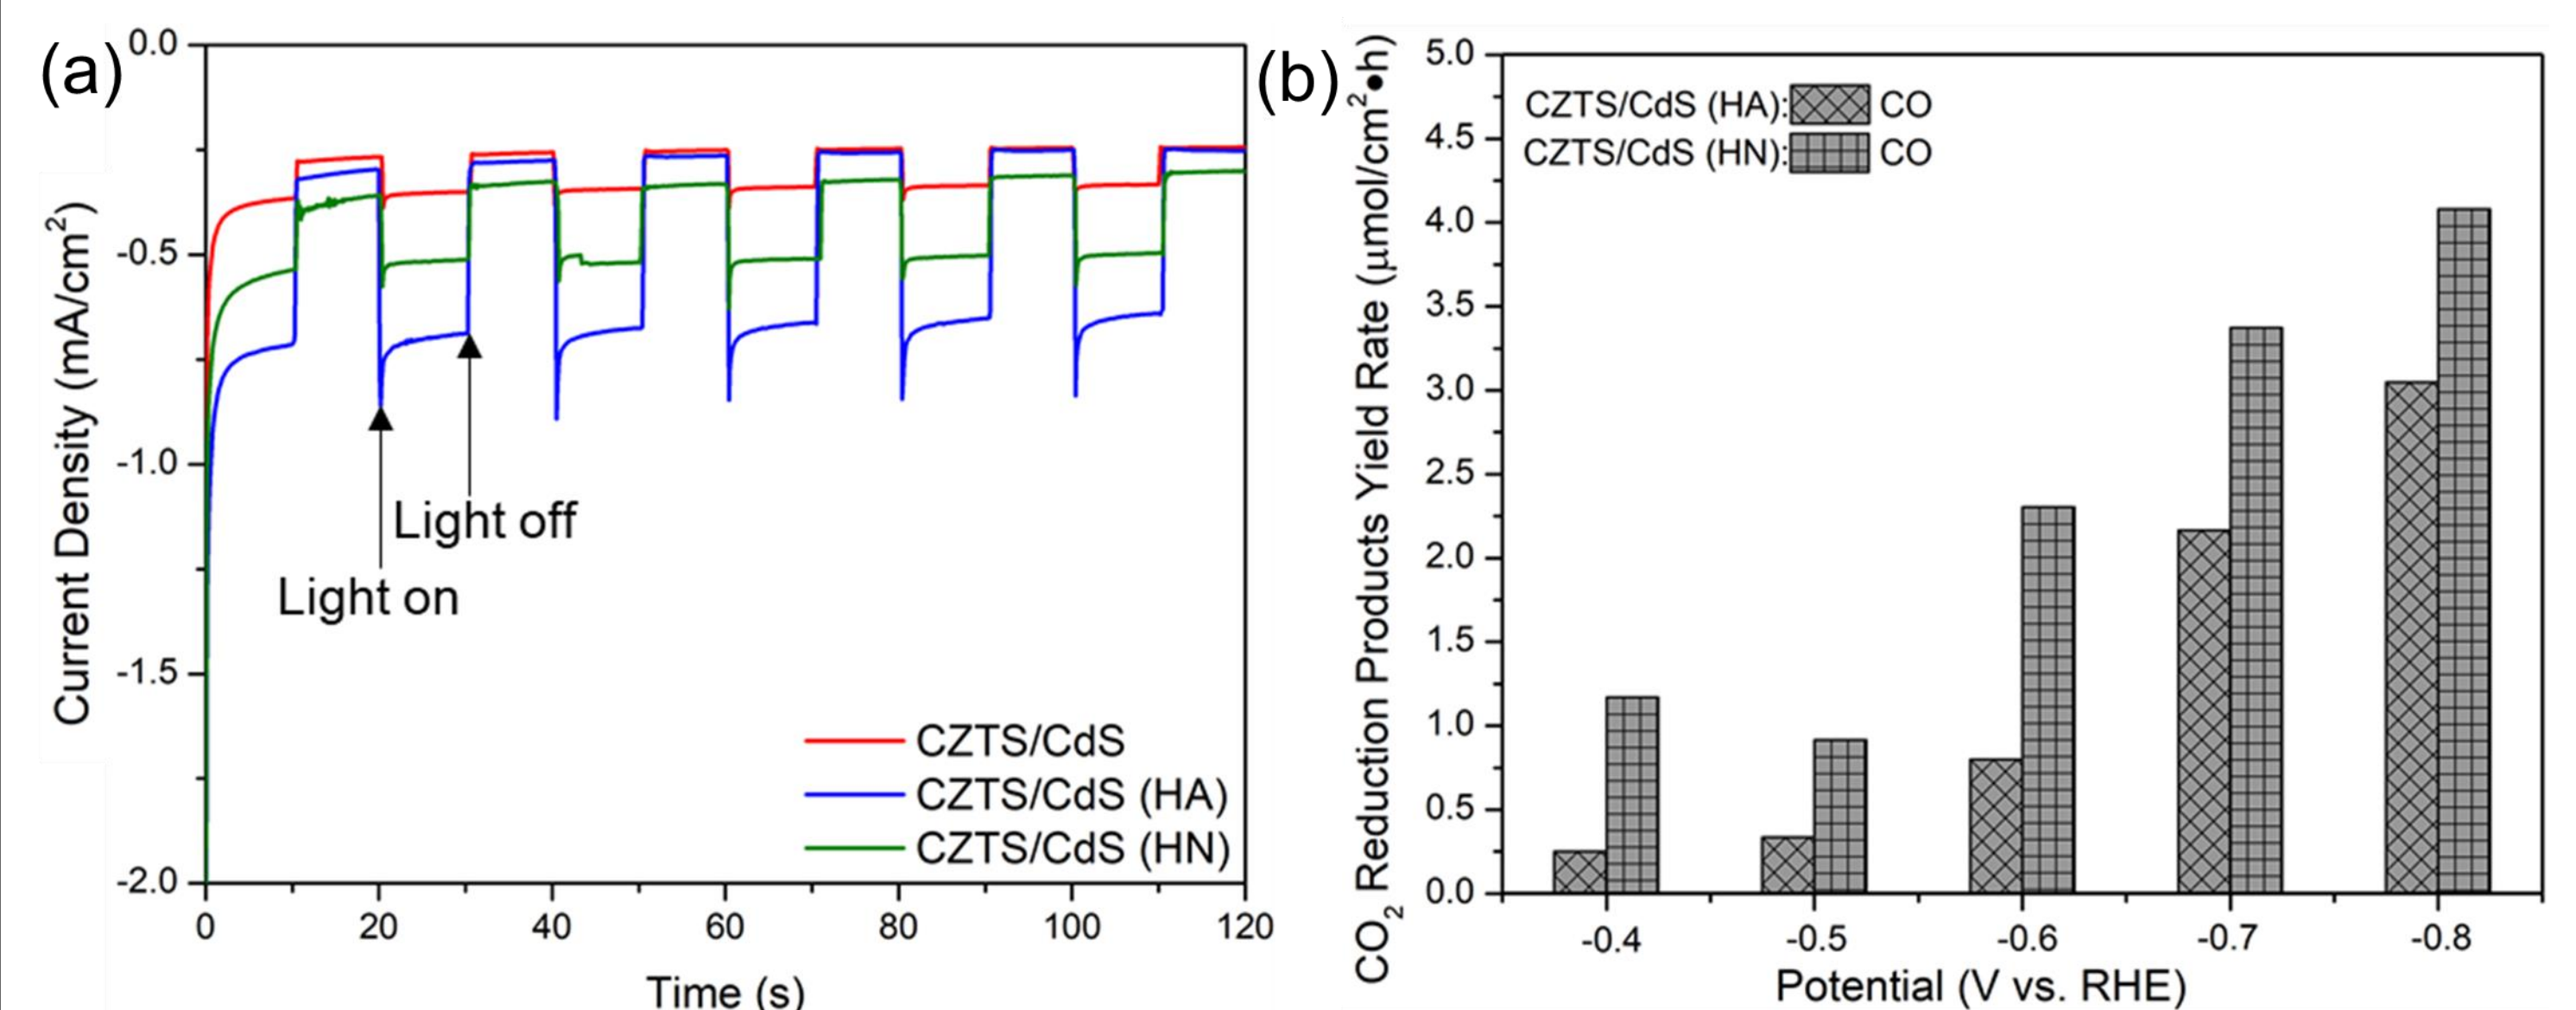 (a)
0.0
-0.5
-1.0
-1.5
-2.0
Current Density (mA/cm²)
Light off
Light on
CZTS/CdS
CZTS/CdS (HA)
CZTS/CdS (HN)
0 20 40 60 80 100 120
Time (s)
(b)
CO₂ Reduction Products Yield Rate (μmol/cm²•h)
5.0
4.5
4.0
3.5
3.0
2.5
2.0
1.5
1.0
0.5
0.0
CZTS/CdS (HA): CO
CZTS/CdS (HN): CO
-0.4 -0.5 -0.6 -0.7 -0.8
Potential (V vs. RHE)